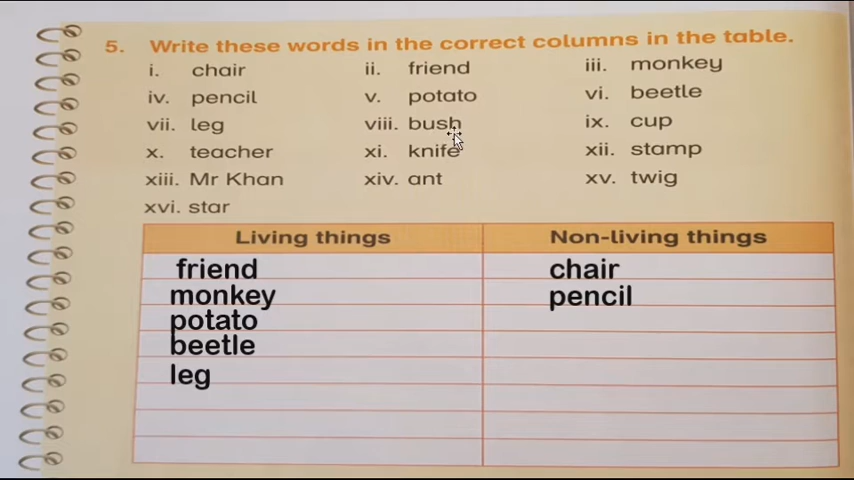 5. Write these words in the correct columns in the table.
i. chair ii. friend iii. monkey
iv. pencil v. potato vi. beetle
vii. leg viii. bush ix. cup
x. teacher xi. knife xii. stamp
xiii. Mr Khan xiv. ant xv. twig
xvi. star
Living things Non-living things
friend chair
monkey pencil
potato
beetle
leg